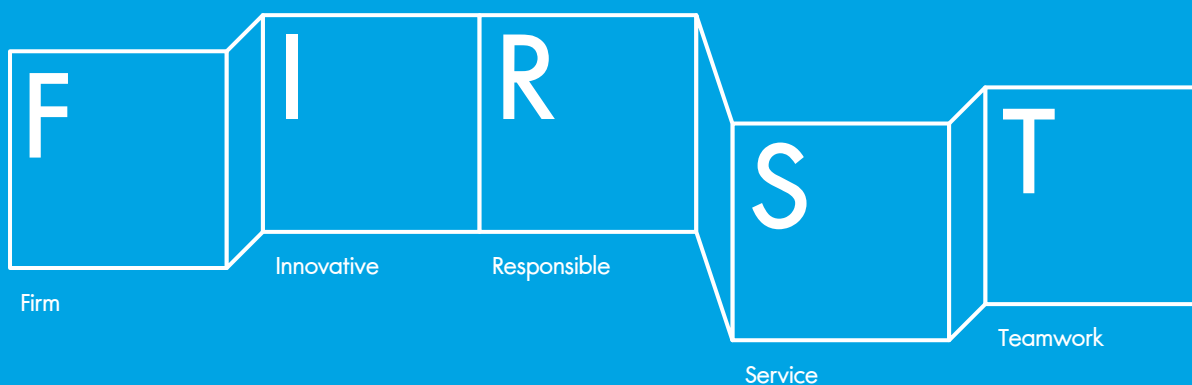 F
Firm
I
Innovative
R
Responsible
S
Service
T
Teamwork